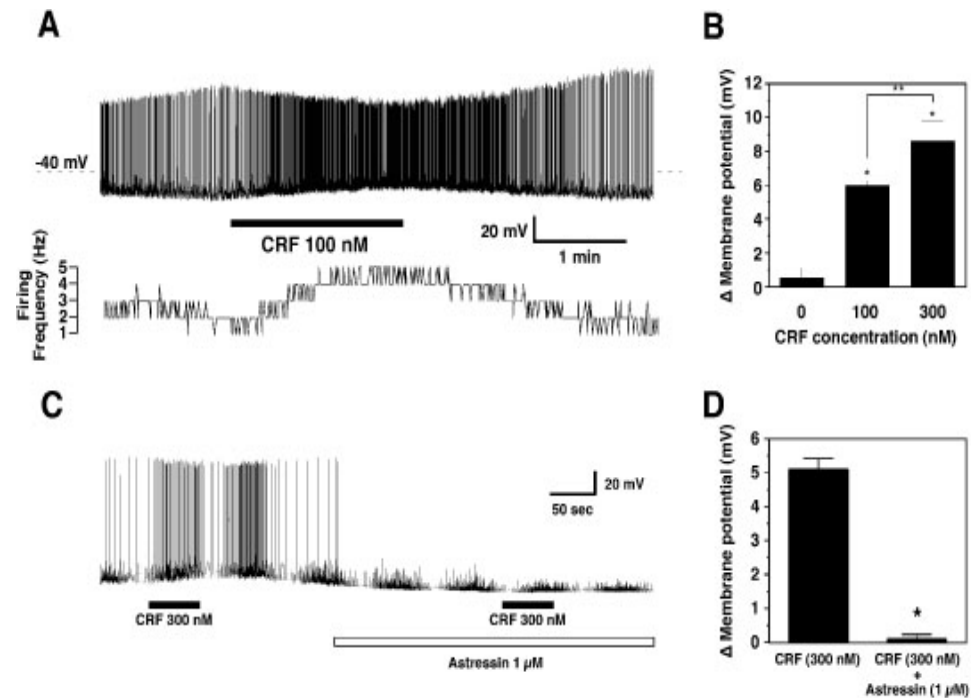 A
-40 mV
CRF 100 nM
20 mV
1 min
Firing
Frequency (Hz)
5
4
3
2
1
B
Δ Membrane potential (mV)
12
10
8
6
4
2
0
**
*
*
0 100 300
CRF concentration (nM)
C
20 mV
50 sec
CRF 300 nM
CRF 300 nM
Astressin 1 µM
D
Δ Membrane potential (mV)
6
5
4
3
2
1
0
*
CRF (300 nM)
CRF (300 nM)
+
Astressin (1 µM)